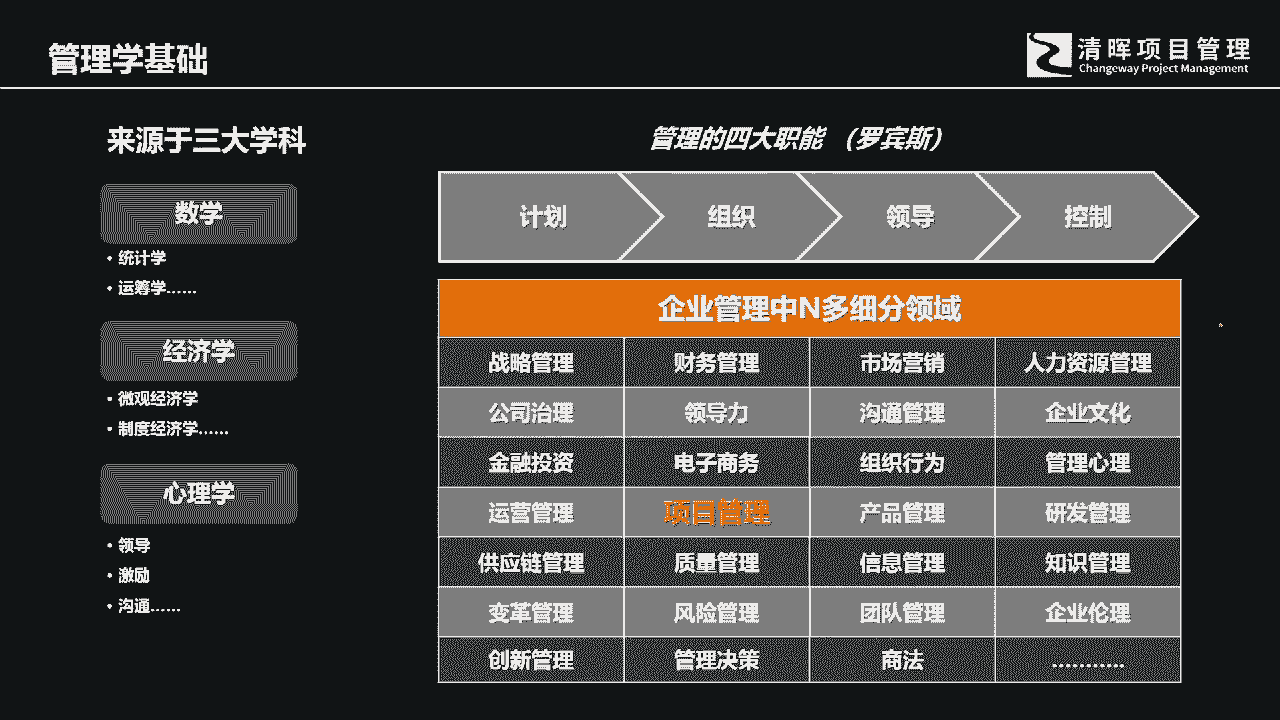 管理学基础
清晖项目管理
Changeway Project Management
来源于三大学科
数学
• 统计学
• 运筹学……
经济学
• 微观经济学
• 制度经济学……
心理学
• 领导
• 激励
• 沟通……
管理的四大职能 （罗宾斯）
计划 组织 领导 控制
企业管理中N多细分领域
战略管理 财务管理 市场营销 人力资源管理
公司治理 领导力 沟通管理 企业文化
金融投资 电子商务 组织行为 管理心理
运营管理 项目管理 产品管理 研发管理
供应链管理 质量管理 信息管理 知识管理
变革管理 风险管理 团队管理 企业伦理
创新管理 管理决策 商法 ………..